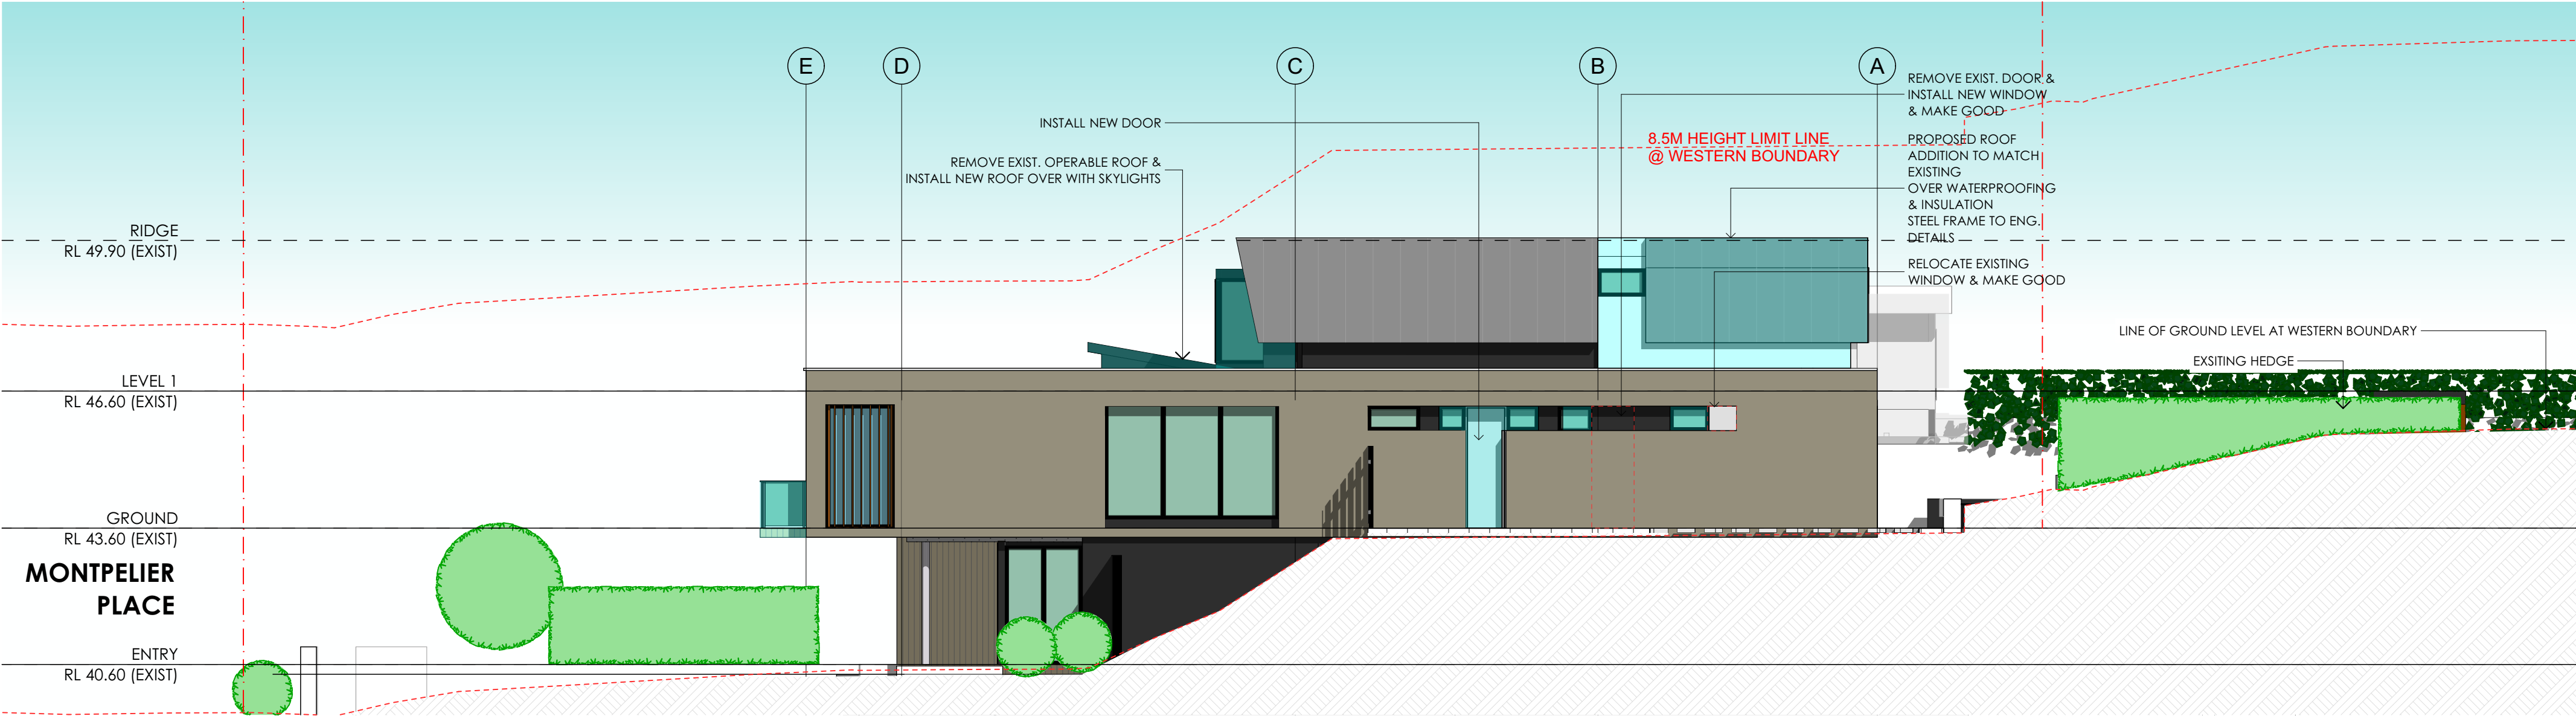 E
D
C
B
A
REMOVE EXIST. DOOR &
INSTALL NEW WINDOW
& MAKE GOOD
INSTALL NEW DOOR
8.5M HEIGHT LIMIT LINE
@ WESTERN BOUNDARY
PROPOSED ROOF
ADDITION TO MATCH
EXISTING
OVER WATERPROOFING
& INSULATION
STEEL FRAME TO ENG.
DETAILS
REMOVE EXIST. OPERABLE ROOF &
INSTALL NEW ROOF OVER WITH SKYLIGHTS
RIDGE
RL 49.90 (EXIST)
RELOCATE EXISTING
WINDOW & MAKE GOOD
LINE OF GROUND LEVEL AT WESTERN BOUNDARY
EXSITING HEDGE
LEVEL 1
RL 46.60 (EXIST)
GROUND
RL 43.60 (EXIST)
MONTPELIER
PLACE
ENTRY
RL 40.60 (EXIST)